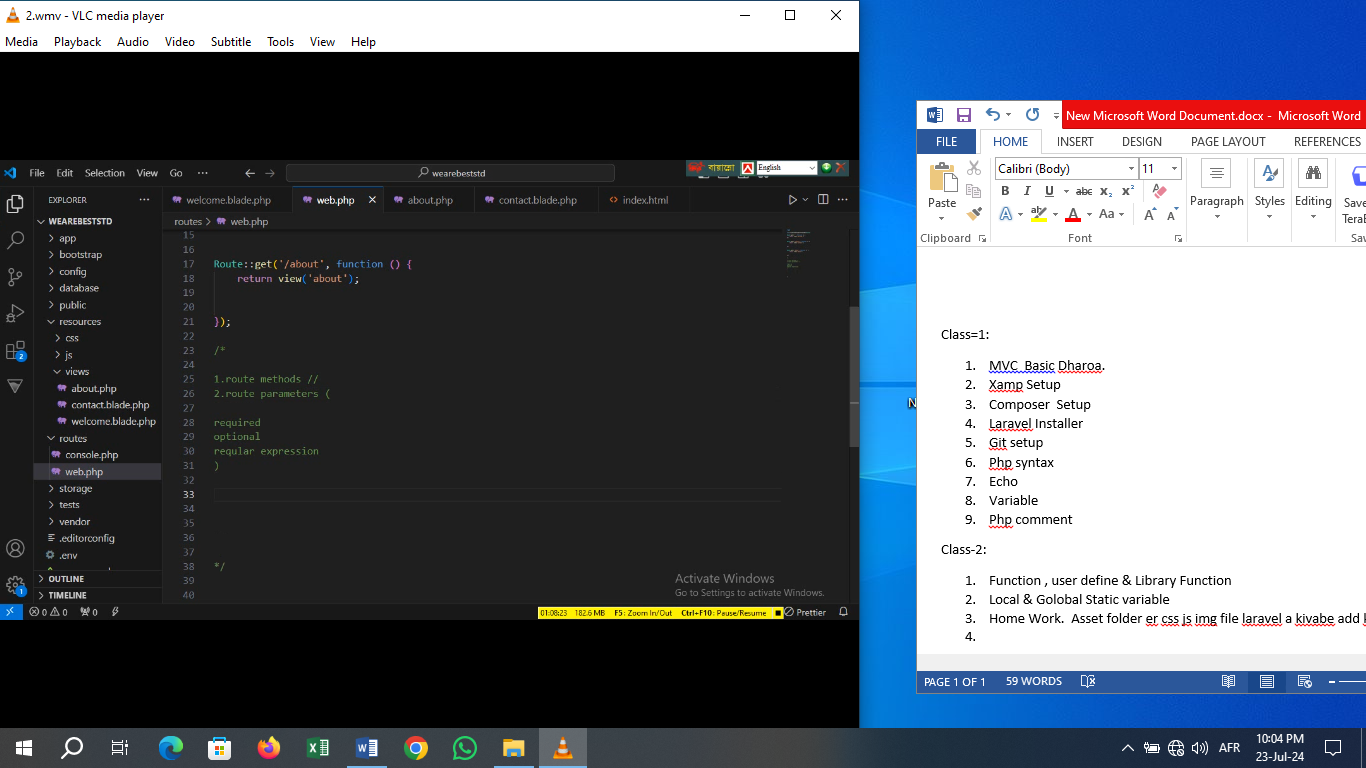 2.wmv - VLC media player
Media Playback Audio Video Subtitle Tools View Help
File Edit Selection View Go
wearebeststd
বায়ান্নো English
EXPLORER
WEAREBESTSTD
app
bootstrap
config
database
public
resources
css
js
views
about.php
contact.blade.php
welcome.blade.php
routes
console.php
web.php
storage
tests
vendor
.editorconfig
.env
OUTLINE
TIMELINE
2
1
welcome.blade.php web.php about.php contact.blade.php index.html
routes > web.php
15
16
17 Route::get('/about', function () {
18 return view('about');
19
20
21 });
22
23 /*
24
25 1.route methods //
26 2.route parameters (
27
28 required
29 optional
30 reqular expression
31 )
32
33
34
35
36
37
38 */
39
40
Activate Windows
Go to Settings to activate Windows.
0 0 0
01:08:23 182.6 MB F5: Zoom In/Out Ctrl+F10: Pause/Resume
Prettier
New Microsoft Word Document.docx - Microsoft Word
FILE HOME INSERT DESIGN PAGE LAYOUT REFERENCES
Paste
Clipboard
Calibri (Body) 11
B I U abc x₂ x²
A ab A Aa A A
Font
Paragraph
Styles
Editing
Save
Class=1:
1. MVC Basic Dharoa.
2. Xamp Setup
3. Composer Setup
4. Laravel Installer
5. Git setup
6. Php syntax
7. Echo
8. Variable
9. Php comment
Class-2:
1. Function , user define & Library Function
2. Local & Golobal Static variable
3. Home Work. Asset folder er css js img file laravel a kivabe add
4.
PAGE 1 OF 1 59 WORDS
N
AFR
10:04 PM
23-Jul-24